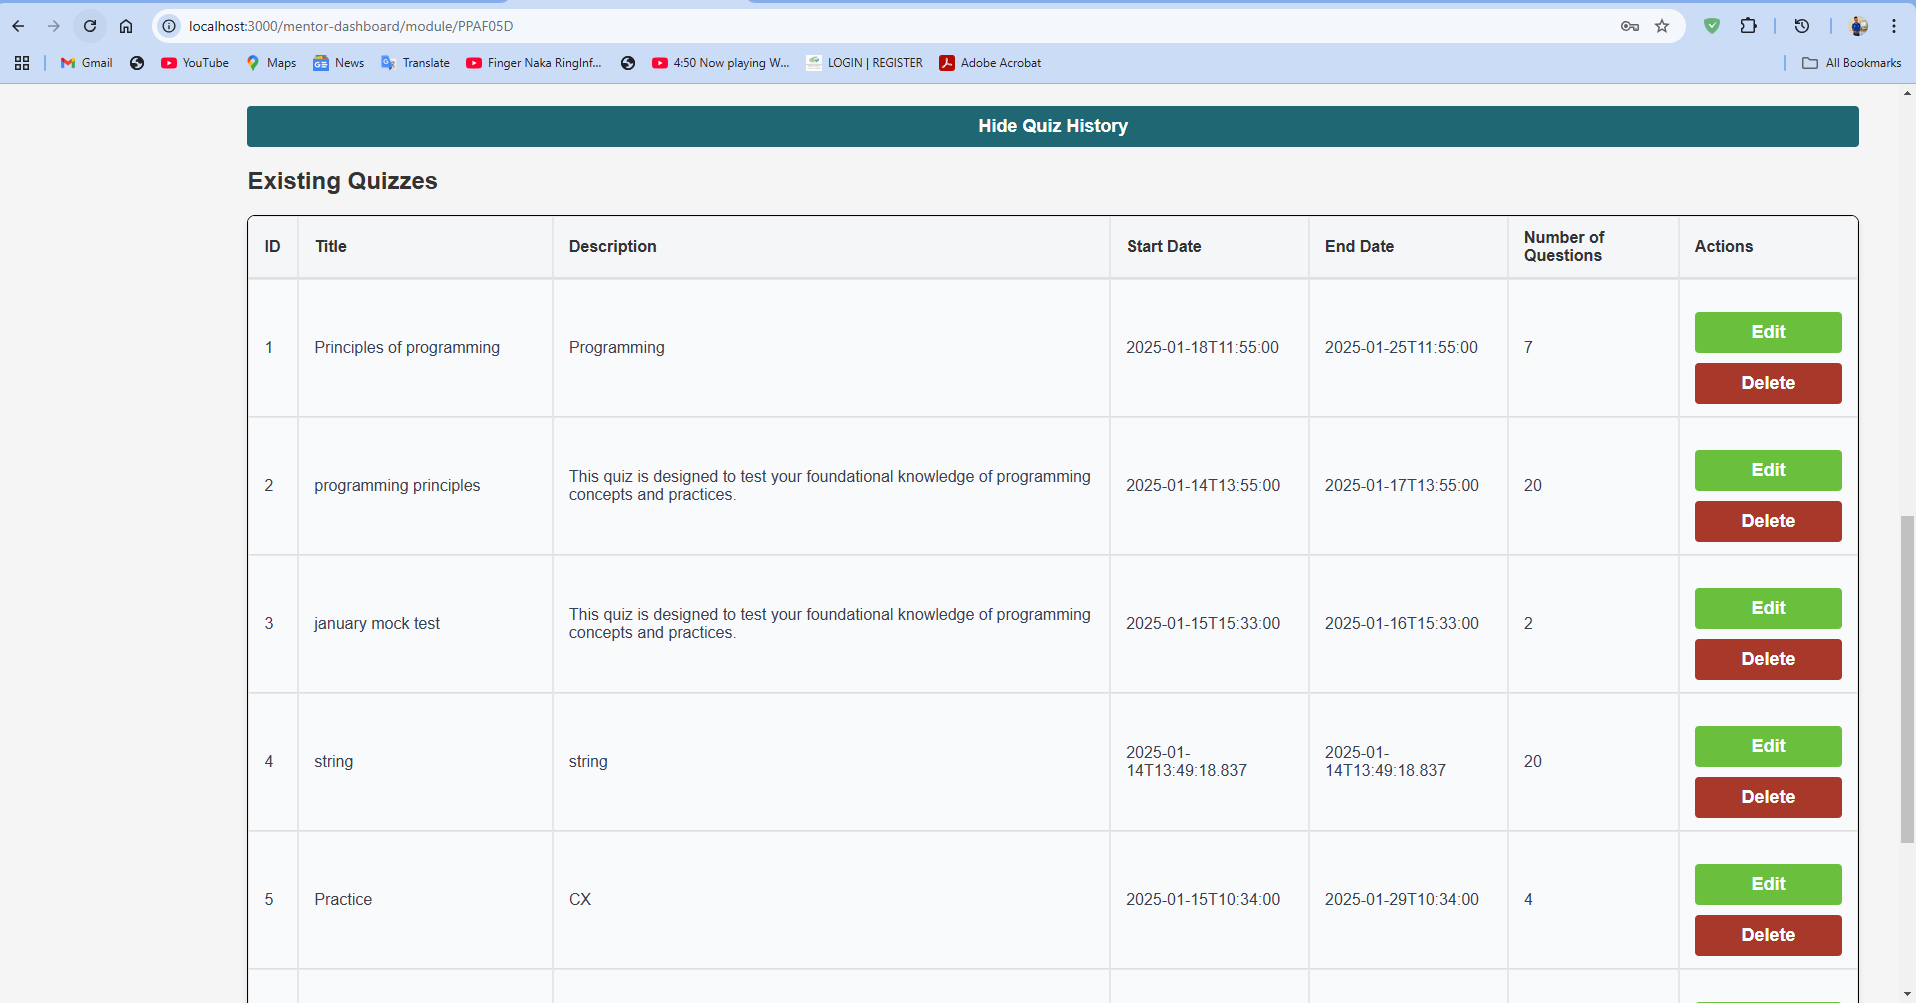 localhost:3000/mentor-dashboard/module/PPAF05D
Gmail YouTube Maps News Translate Finger Naka RingInf... 4:50 Now playing W... LOGIN | REGISTER Adobe Acrobat All Bookmarks
Hide Quiz History
Existing Quizzes
ID Title Description Start Date End Date Number of
Questions Actions
1 Principles of programming Programming 2025-01-18T11:55:00 2025-01-25T11:55:00 7 Edit
Delete
2 programming principles This quiz is designed to test your foundational knowledge of programming
concepts and practices. 2025-01-14T13:55:00 2025-01-17T13:55:00 20 Edit
Delete
3 january mock test This quiz is designed to test your foundational knowledge of programming
concepts and practices. 2025-01-15T15:33:00 2025-01-16T15:33:00 2 Edit
Delete
4 string string 2025-01-
14T13:49:18.837 2025-01-
14T13:49:18.837 20 Edit
Delete
5 Practice CX 2025-01-15T10:34:00 2025-01-29T10:34:00 4 Edit
Delete